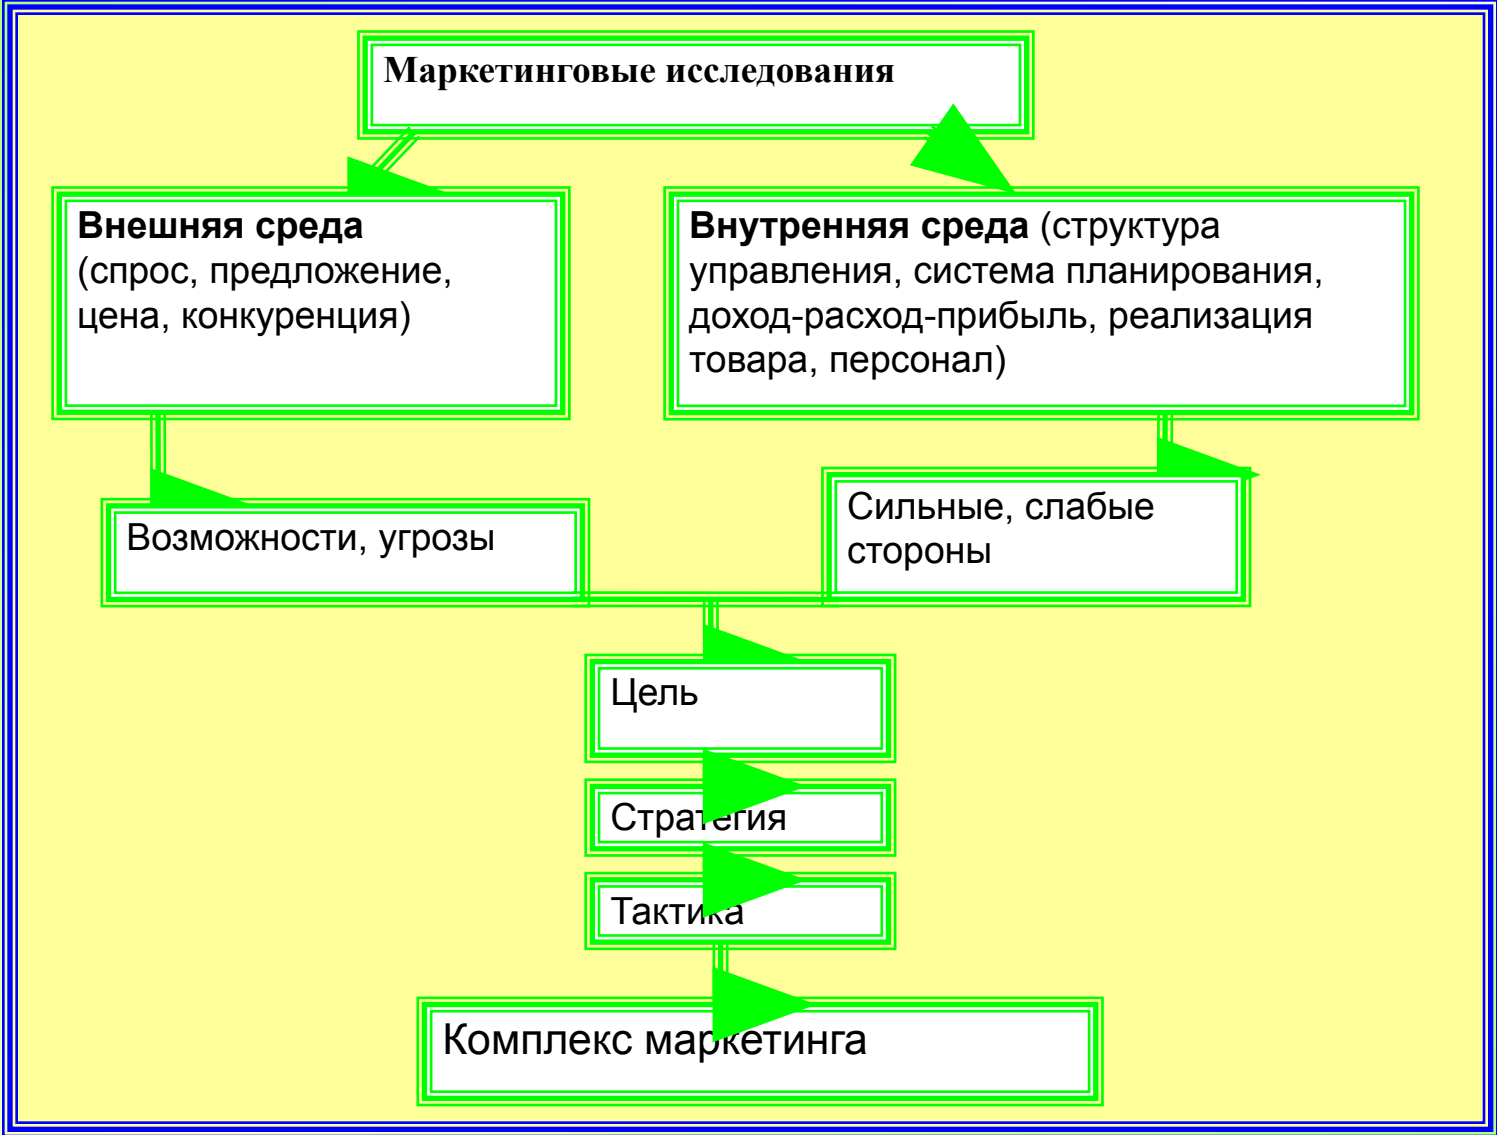 Маркетинговые исследования
Внешняя среда
(спрос, предложение,
цена, конкуренция)
Внутренняя среда (структура
управления, система планирования,
доход-расход-прибыль, реализация
товара, персонал)
Возможности, угрозы
Сильные, слабые
стороны
Цель
Стратегия
Тактика
Комплекс маркетинга